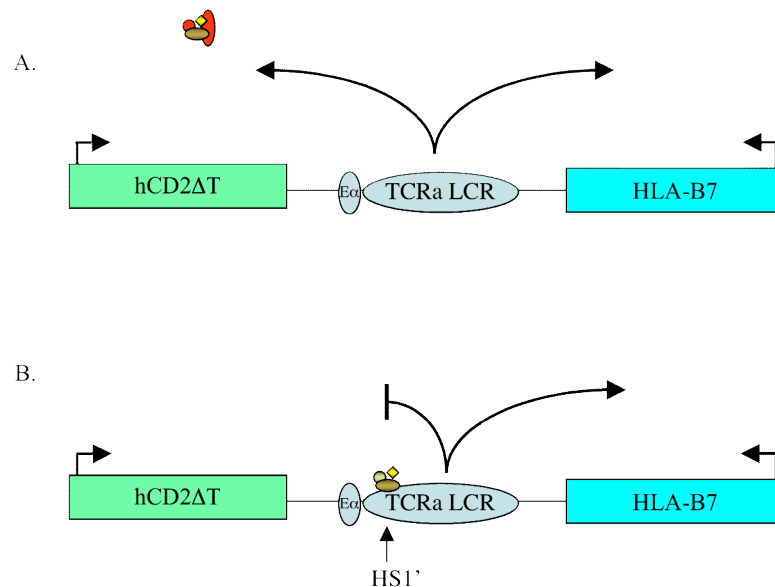 A.
hCD2ΔT
Eα
TCRa LCR
HLA-B7
B.
hCD2ΔT
Eα
TCRa LCR
HLA-B7
HS1’